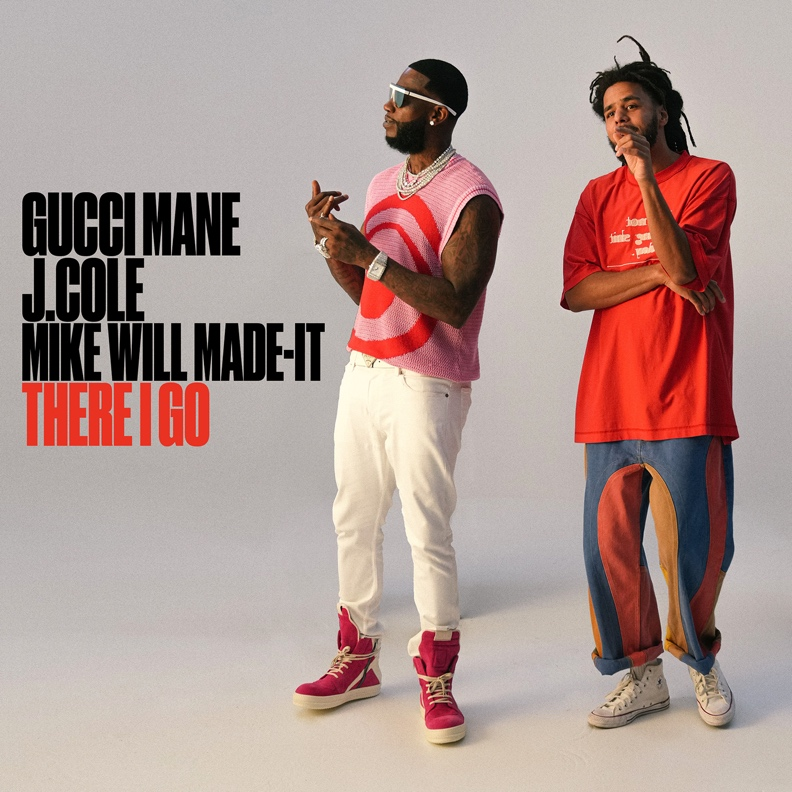 GUCCI MANE
J.COLE
MIKE WILL MADE-IT
THERE I GO